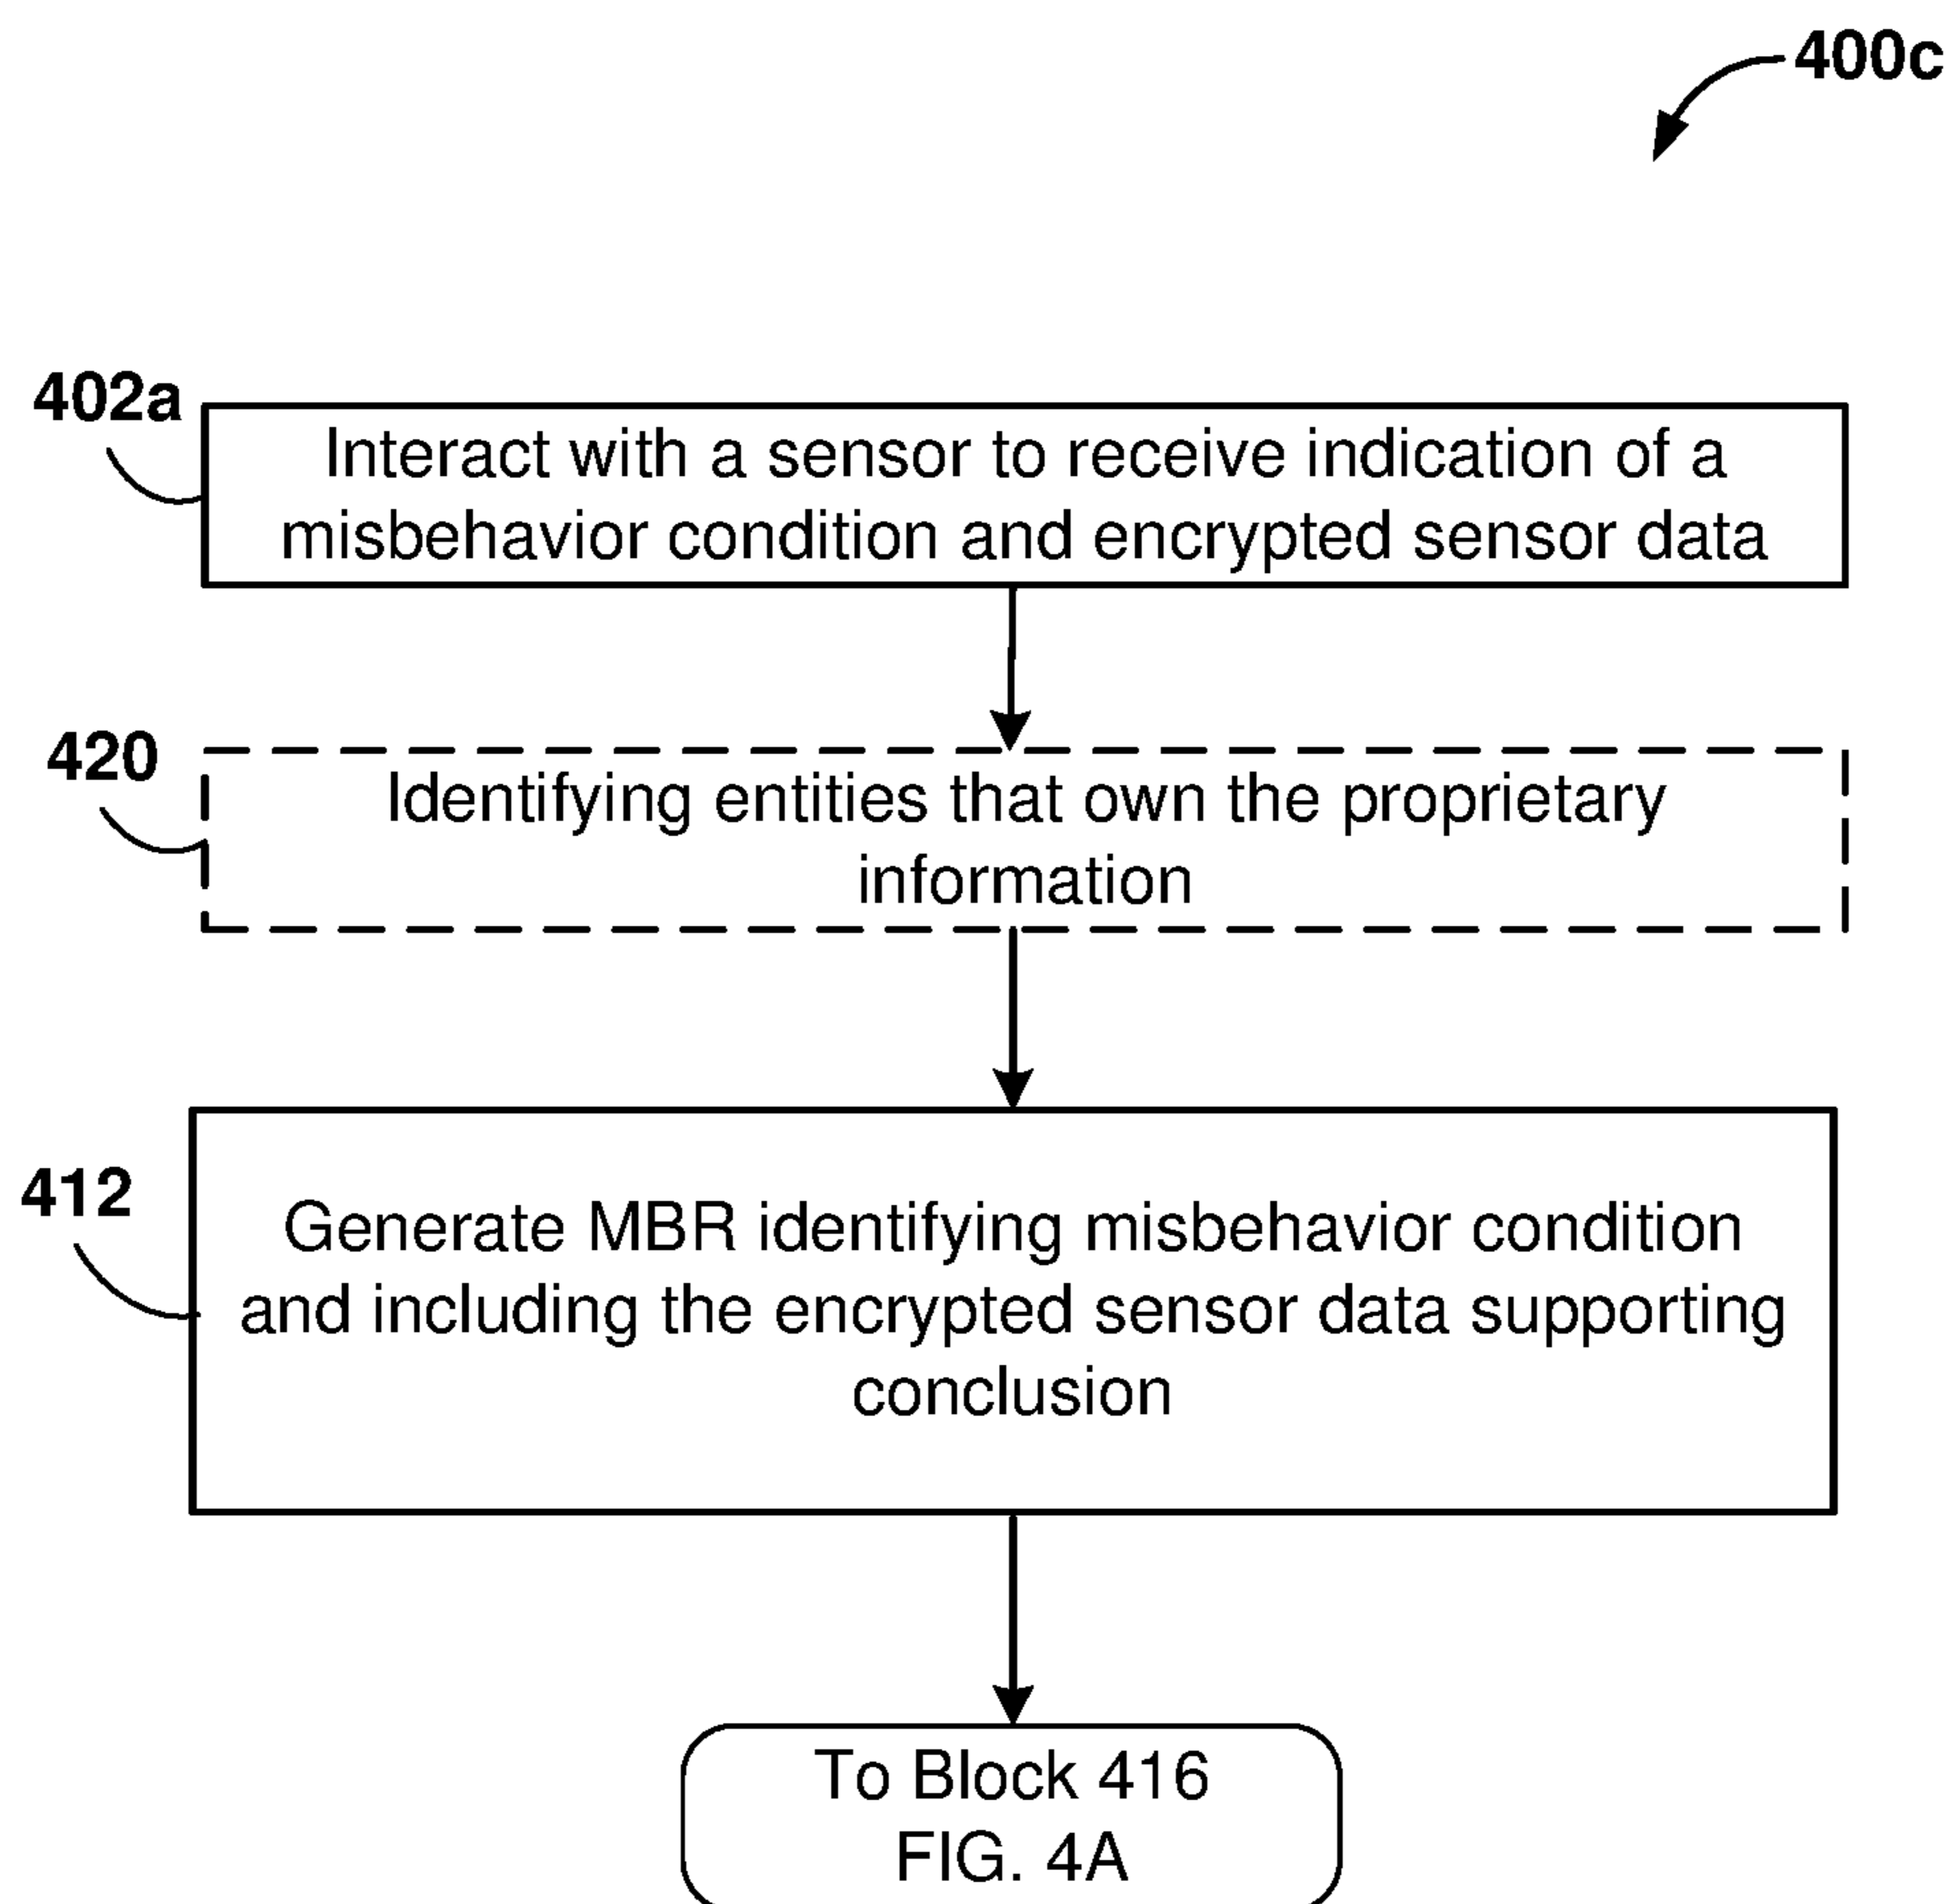 400c
402a
Interact with a sensor to receive indication of a
misbehavior condition and encrypted sensor data
420
Identifying entities that own the proprietary
information
412
Generate MBR identifying misbehavior condition
and including the encrypted sensor data supporting
conclusion
To Block 416
FIG. 4A